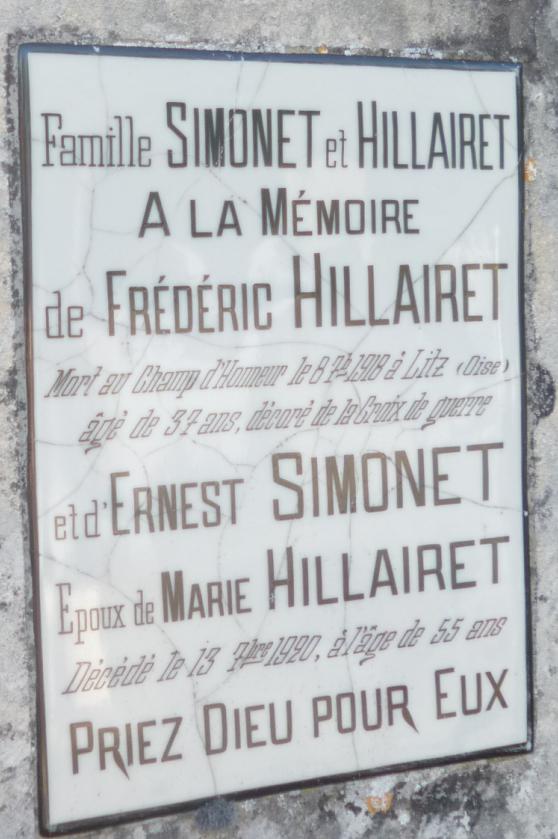 Famille SIMONET et HILLAIRET
A LA MÉMOIRE
de FRÉDÉRIC HILLAIRET
Mort au Champ d'Honneur le 8 1918 à Litz (Oise)
âgé de 37 ans, décoré de la Croix de guerre
et d'ERNEST SIMONET
Epoux de MARIE HILLAIRET
Décédé le 13 7bre 1920, à l'âge de 55 ans
PRIEZ DIEU POUR EUX